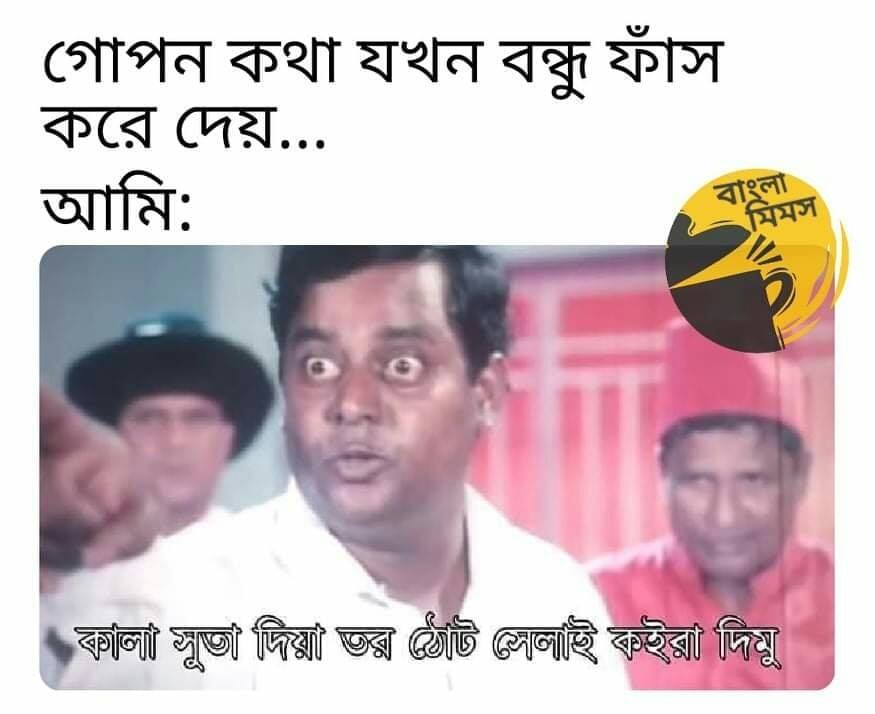 গোপন কথা যখন বন্ধু ফাঁস
করে দেয়...
আমি:
বাংলা
মিমস
কালা সুতা দিয়া তর ঠোট সেলাই কইরা দিমু